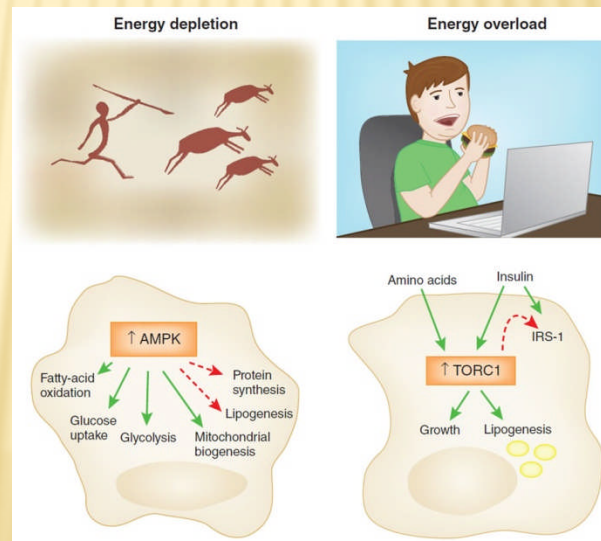 Energy depletion
Energy overload
↑ AMPK
Fatty-acid
oxidation
Glucose
uptake
Glycolysis
Mitochondrial
biogenesis
Lipogenesis
Protein
synthesis
Amino acids
Insulin
IRS-1
↑ TORC1
Growth
Lipogenesis